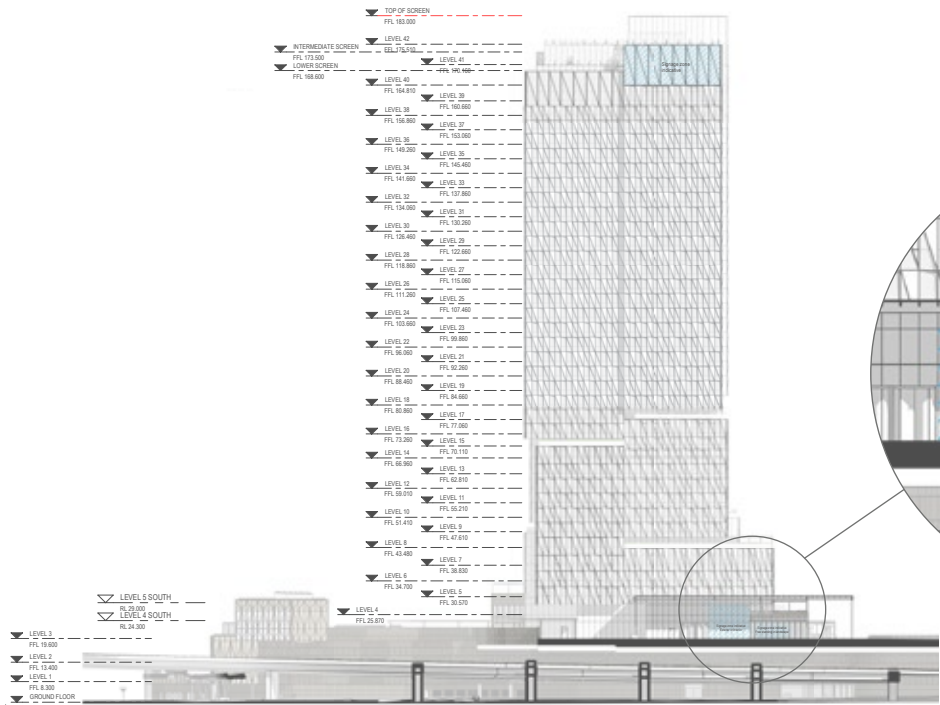 TOP OF SCREEN
FFL 183.000
LEVEL 42
FFL 175.510
INTERMEDIATE SCREEN
FFL 173.500
LEVEL 41
FFL 170.160
LOWER SCREEN
FFL 168.600
Signage zone
indicative
LEVEL 40
FFL 164.810
LEVEL 39
FFL 160.660
LEVEL 38
FFL 156.860
LEVEL 37
FFL 153.060
LEVEL 36
FFL 149.260
LEVEL 35
FFL 145.460
LEVEL 34
FFL 141.660
LEVEL 33
FFL 137.860
LEVEL 32
FFL 134.060
LEVEL 31
FFL 130.260
LEVEL 30
FFL 126.460
LEVEL 29
FFL 122.660
LEVEL 28
FFL 118.860
LEVEL 27
FFL 115.060
LEVEL 26
FFL 111.260
LEVEL 25
FFL 107.460
LEVEL 24
FFL 103.660
LEVEL 23
FFL 99.860
LEVEL 22
FFL 96.060
LEVEL 21
FFL 92.260
LEVEL 20
FFL 88.460
LEVEL 19
FFL 84.660
LEVEL 18
FFL 80.860
LEVEL 17
FFL 77.060
LEVEL 16
FFL 73.260
LEVEL 15
FFL 70.110
LEVEL 14
FFL 66.960
LEVEL 13
FFL 62.810
LEVEL 12
FFL 59.010
LEVEL 11
FFL 55.210
LEVEL 10
FFL 51.410
LEVEL 9
FFL 47.610
LEVEL 8
FFL 43.480
LEVEL 7
FFL 38.830
LEVEL 6
FFL 34.700
LEVEL 5
FFL 30.570
LEVEL 5 SOUTH
RL 29.000
LEVEL 4
FFL 25.870
LEVEL 4 SOUTH
RL 24.300
LEVEL 3
FFL 19.600
LEVEL 2
FFL 13.400
LEVEL 1
FFL 8.300
GROUND FLOOR